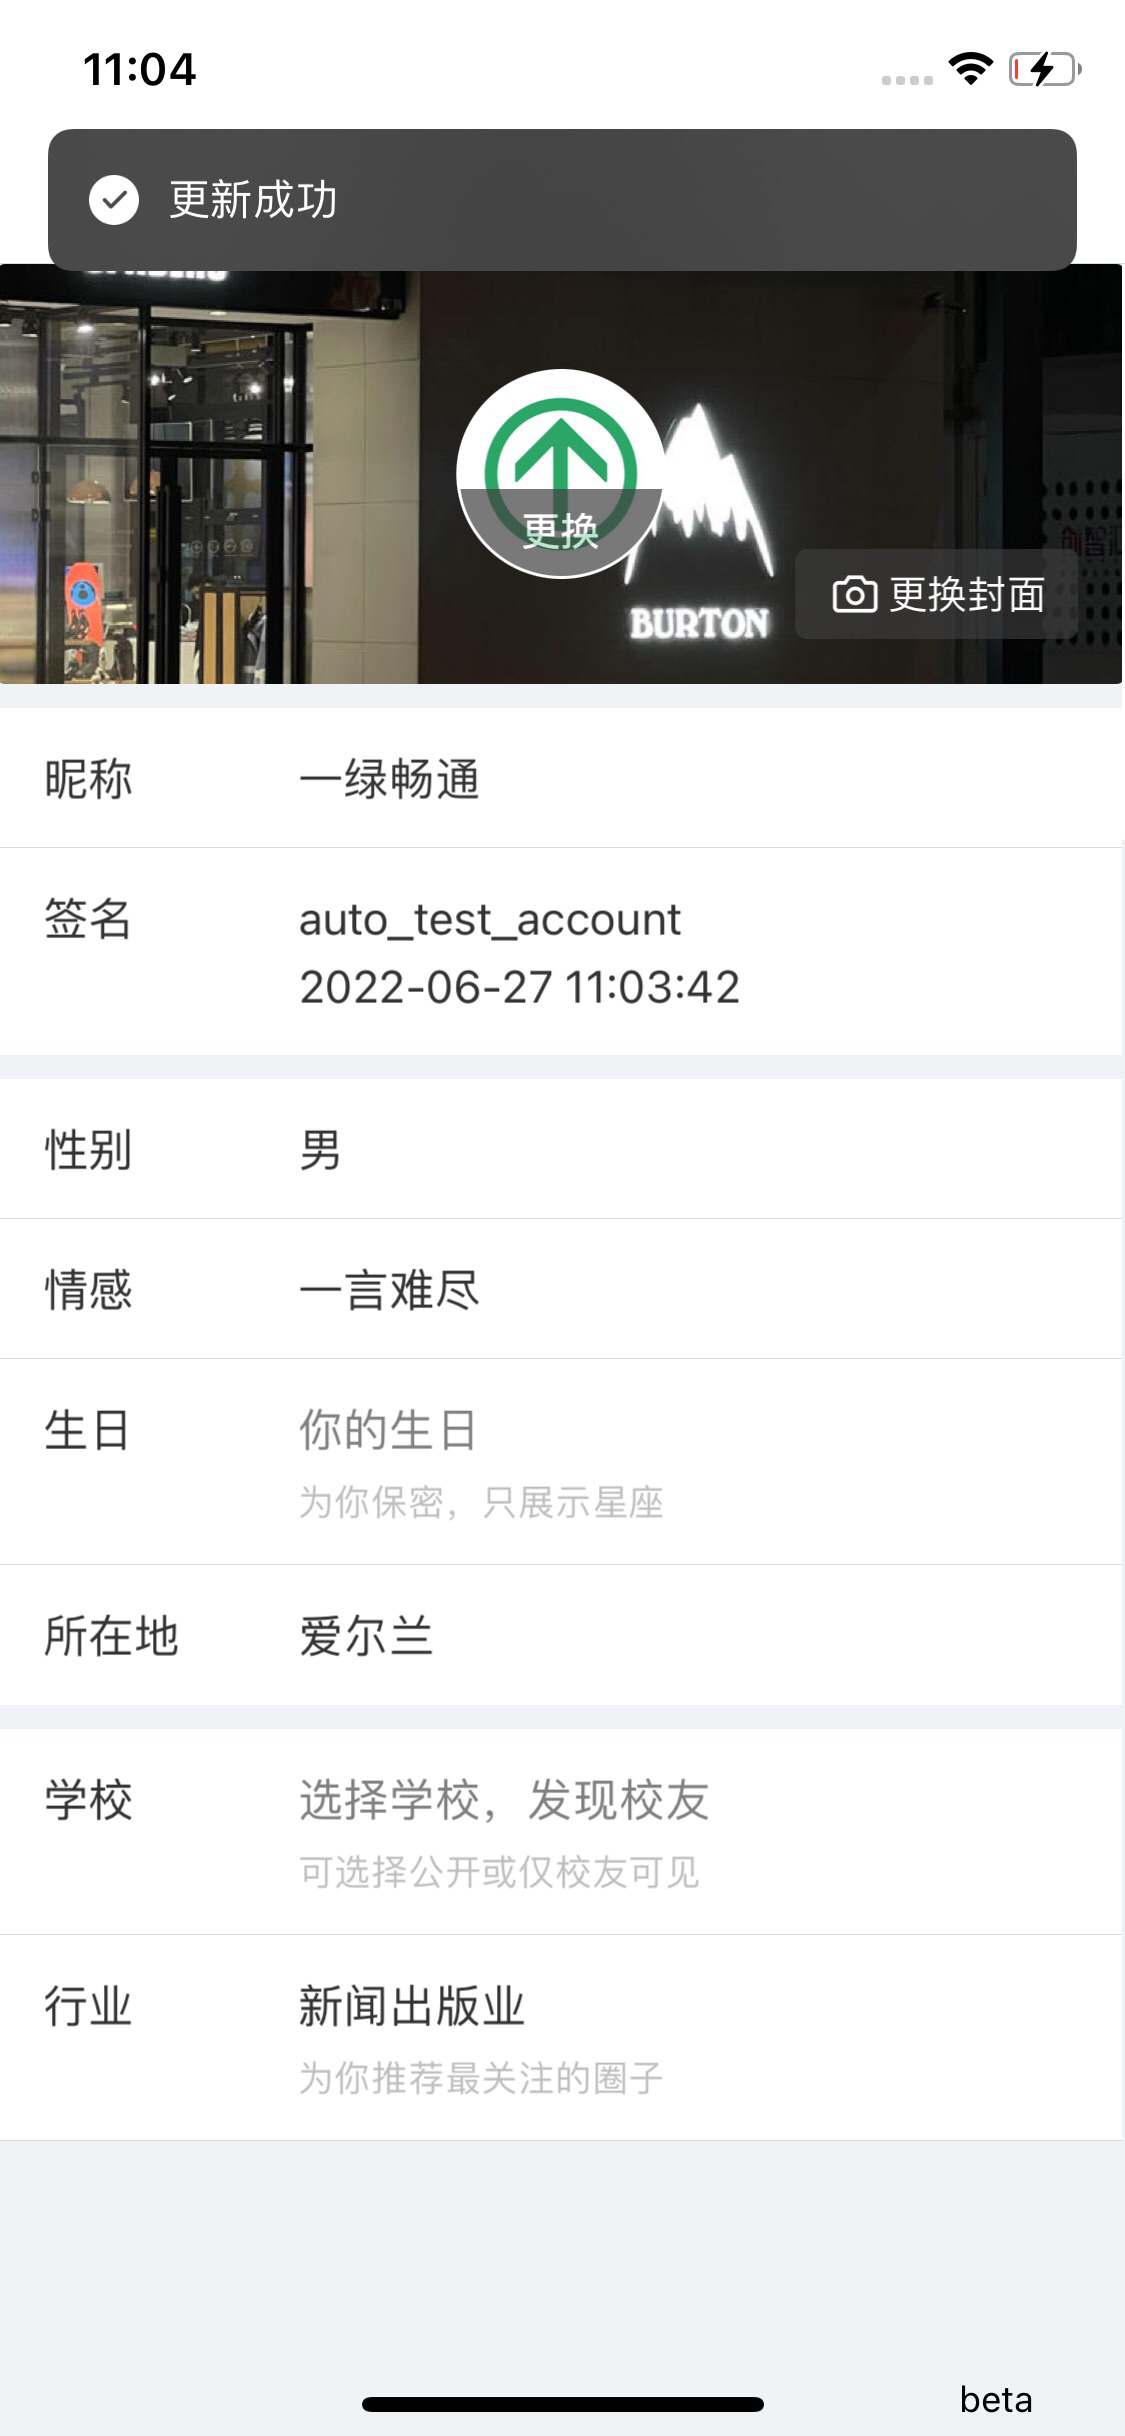 11:04
更新成功
更换
BURTON
更换封面
昵称
一绿畅通
签名
auto_test_account
2022-06-27 11:03:42
性别
男
情感
一言难尽
生日
你的生日
为你保密，只展示星座
所在地
爱尔兰
学校
选择学校，发现校友
可选择公开或仅校友可见
行业
新闻出版业
为你推荐最关注的圈子
beta